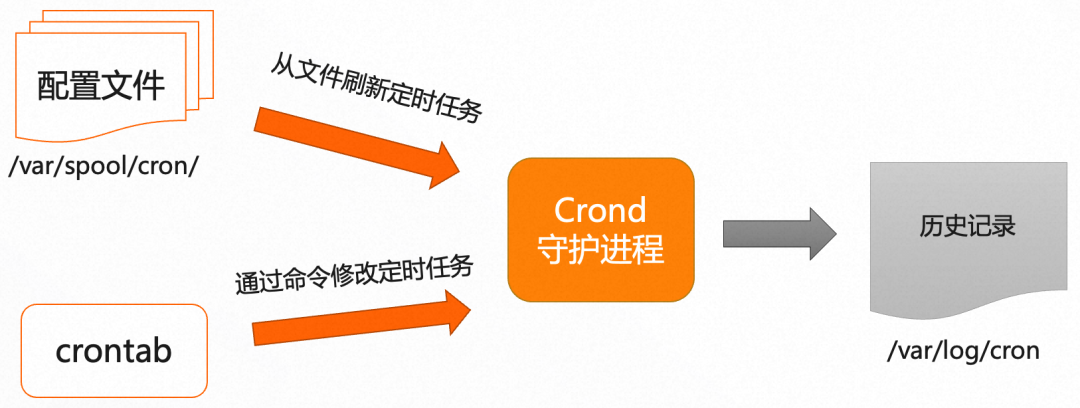 配置文件
/var/spool/cron/
从文件刷新定时任务
通过命令修改定时任务
crontab
Crond
守护进程
历史记录
/var/log/cron